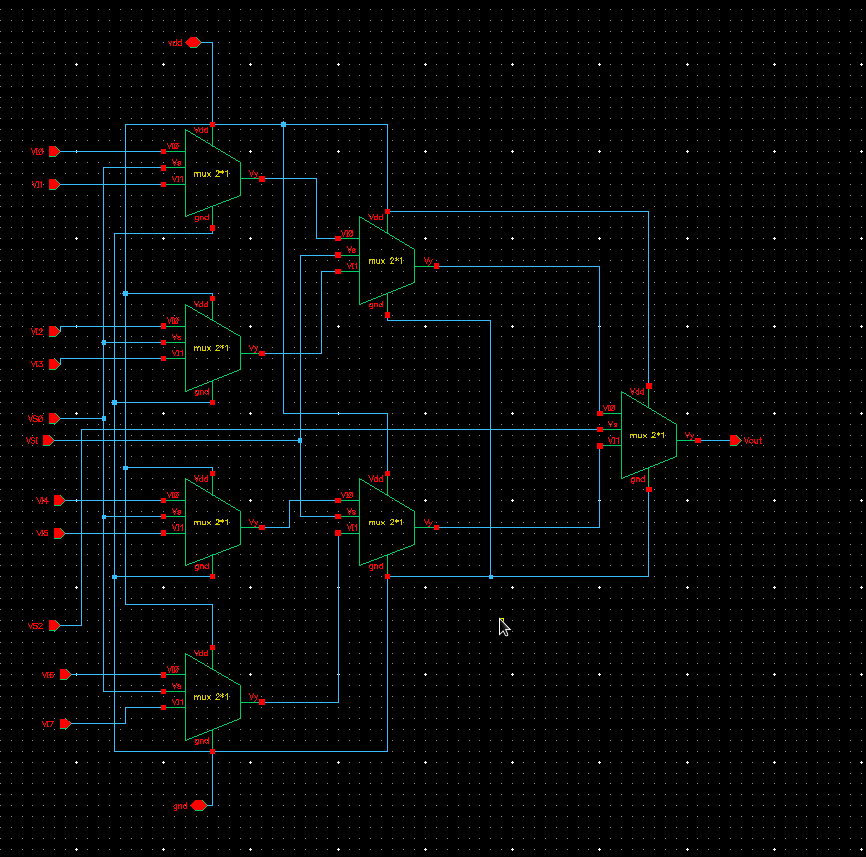 vdd
Vdd
VI0
VI0
Vs
mux 2*1
Vy
VI1
VI1
gnd
Vdd
VI0
Vs
mux 2*1
Vy
VI1
gnd
Vdd
VI2
VI0
Vs
mux 2*1
Vy
VI3
VI1
gnd
Vdd
VI0
VS0
Vs
mux 2*1
Vy
Vout
VS1
VI1
gnd
Vdd
Vdd
VI4
VI0
VI0
Vs
mux 2*1
Vy
Vs
mux 2*1
Vy
VI5
VI1
VI1
gnd
gnd
VS2
Vdd
VI6
VI0
Vs
mux 2*1
Vy
VI7
VI1
gnd
gnd